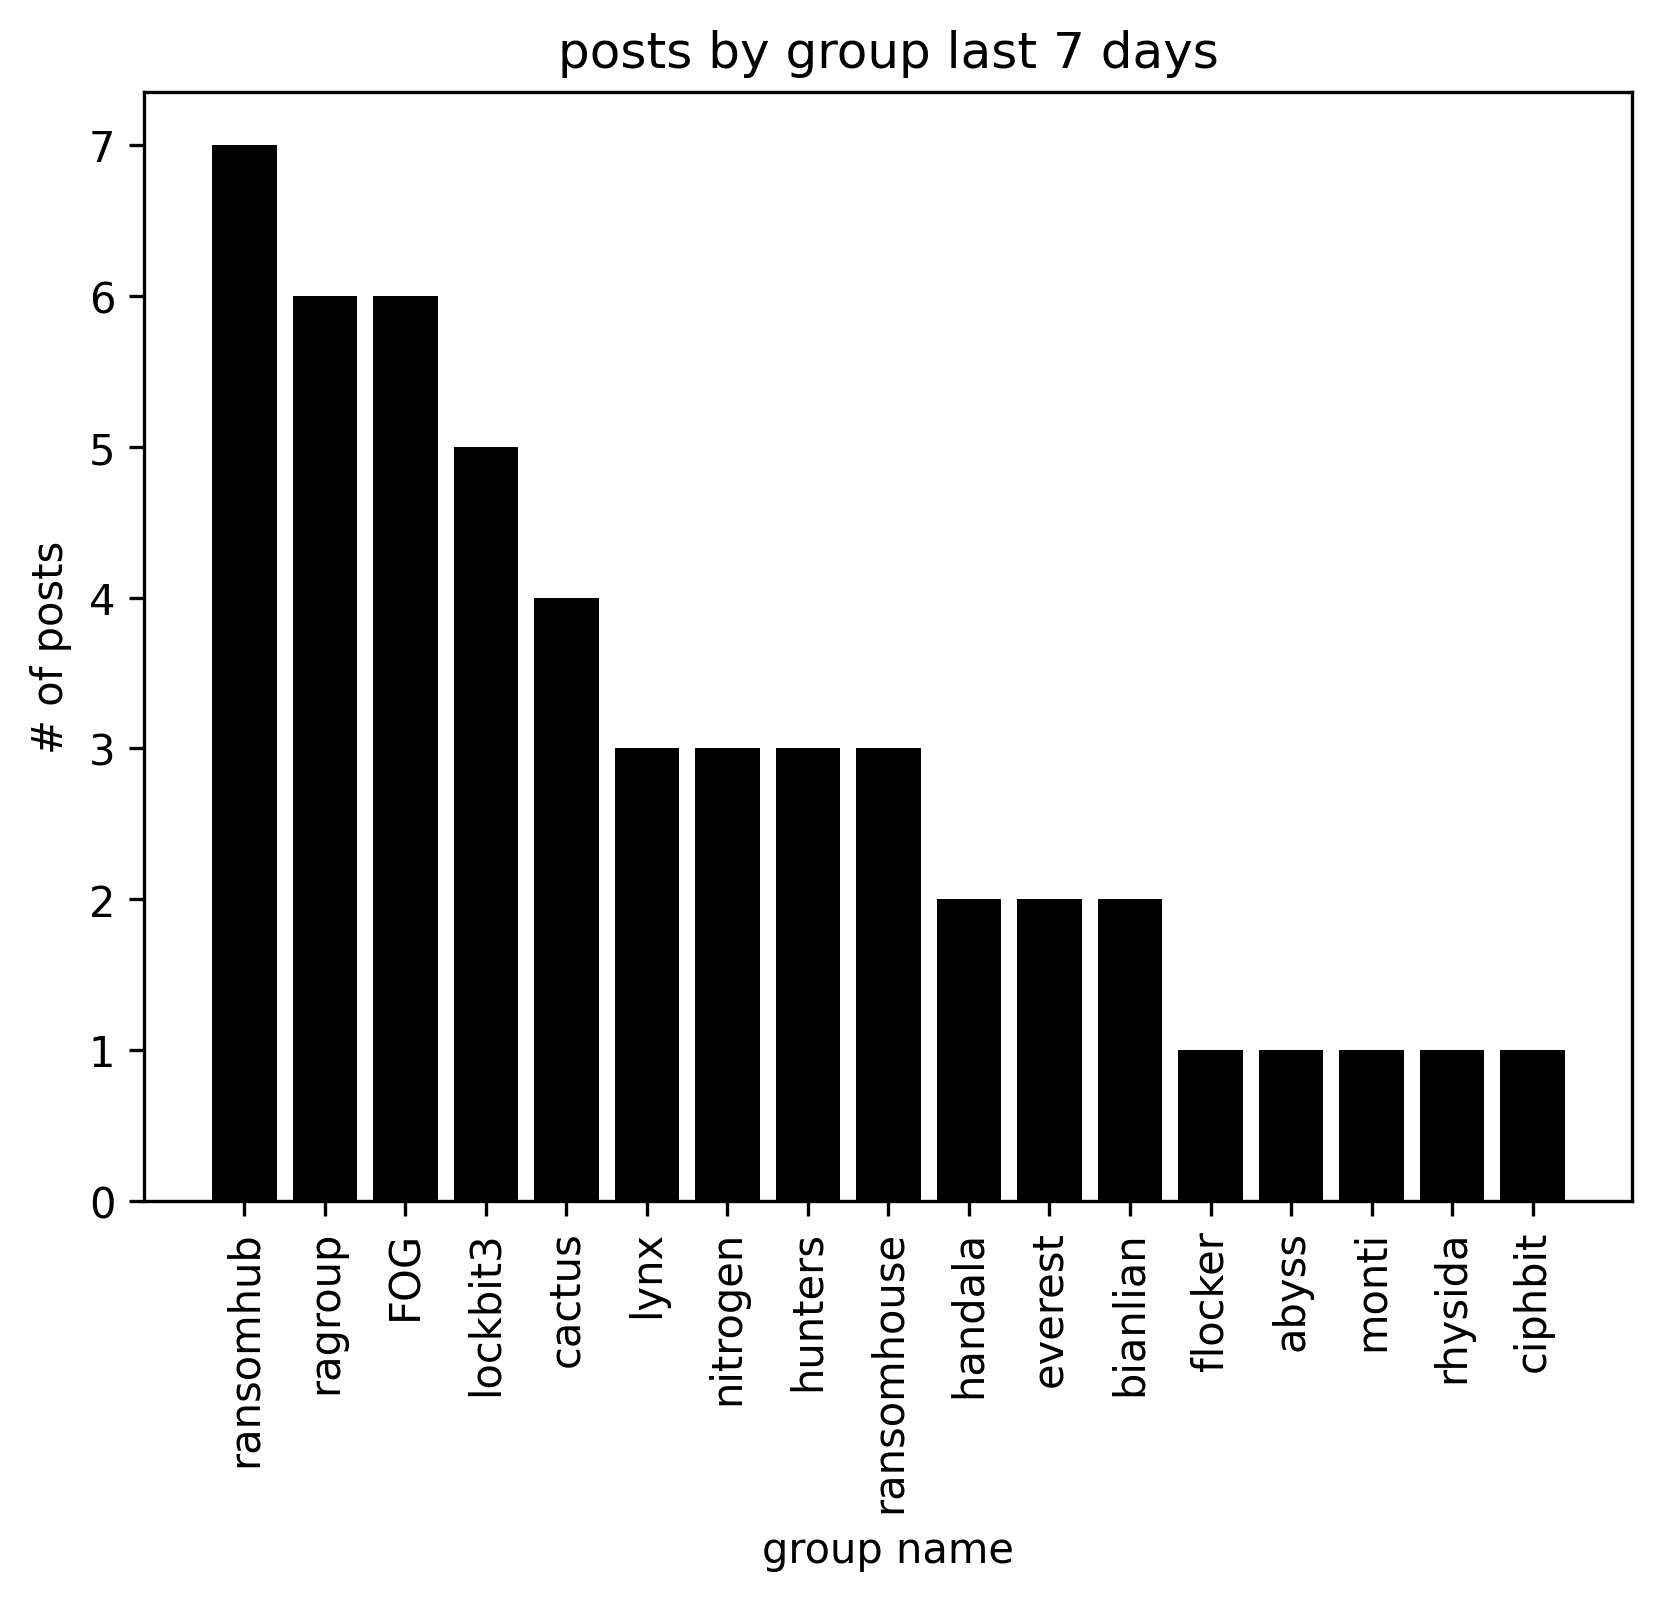 posts by group last 7 days
# of posts
7
6
5
4
3
2
1
0
ransomhub
ragroup
FOG
lockbit3
cactus
lynx
nitrogen
hunters
ransomhouse
handala
everest
bianlian
flocker
abyss
monti
rhysida
ciphbit
group name